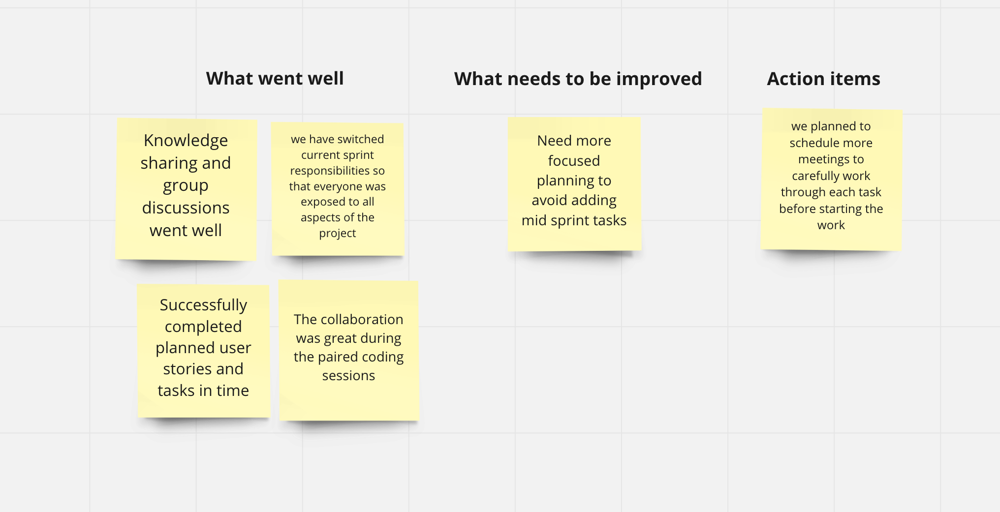 What went well
Knowledge
sharing and
group
discussions
went well
we have switched
current sprint
responsibilities so
that everyone was
exposed to all
aspects of the
project
Successfully
completed
planned user
stories and
tasks in time
The collaboration
was great during
the paired coding
sessions
What needs to be improved
Need more
focused
planning to
avoid adding
mid sprint tasks
Action items
we planned to
schedule more
meetings to
carefully work
through each task
before starting the
work